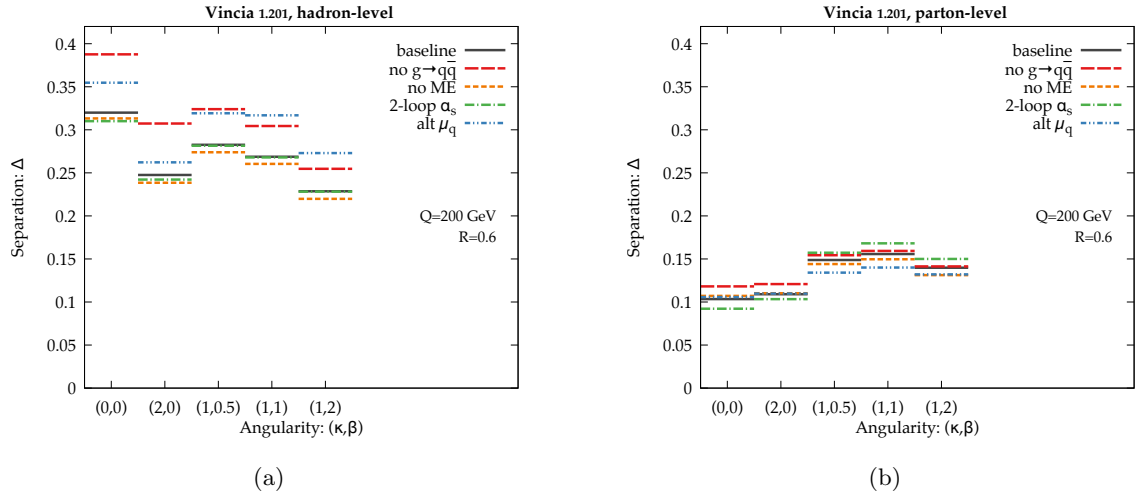 Vincia 1.201, hadron-level
Separation: Δ
0.4
0.35
0.3
0.25
0.2
0.15
0.1
0.05
0
baseline
no g→qq̅
no ME
2-loop αs
alt μq
Q=200 GeV
R=0.6
(0,0) (2,0) (1,0.5) (1,1) (1,2)
Angularity: (κ,β)
(a)
Vincia 1.201, parton-level
Separation: Δ
0.4
0.35
0.3
0.25
0.2
0.15
0.1
0.05
0
baseline
no g→qq̅
no ME
2-loop αs
alt μq
Q=200 GeV
R=0.6
(0,0) (2,0) (1,0.5) (1,1) (1,2)
Angularity: (κ,β)
(b)